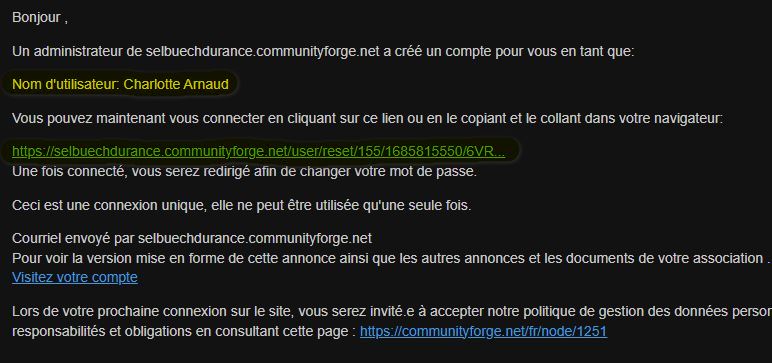 Bonjour ,
Un administrateur de selbuechdurance.communityforge.net a créé un compte pour vous en tant que:
Nom d'utilisateur: Charlotte Arnaud
Vous pouvez maintenant vous connecter en cliquant sur ce lien ou en le copiant et le collant dans votre navigateur:
https://selbuechdurance.communityforge.net/user/reset/155/1685815550/6VR...
Une fois connecté, vous serez redirigé afin de changer votre mot de passe.
Ceci est une connexion unique, elle ne peut être utilisée qu'une seule fois.
Courriel envoyé par selbuechdurance.communityforge.net
Pour voir la version mise en forme de cette annonce ainsi que les autres annonces et les documents de votre association .
Visitez votre compte
Lors de votre prochaine connexion sur le site, vous serez invité.e à accepter notre politique de gestion des données
responsabilités et obligations en consultant cette page : https://communityforge.net/fr/node/1251